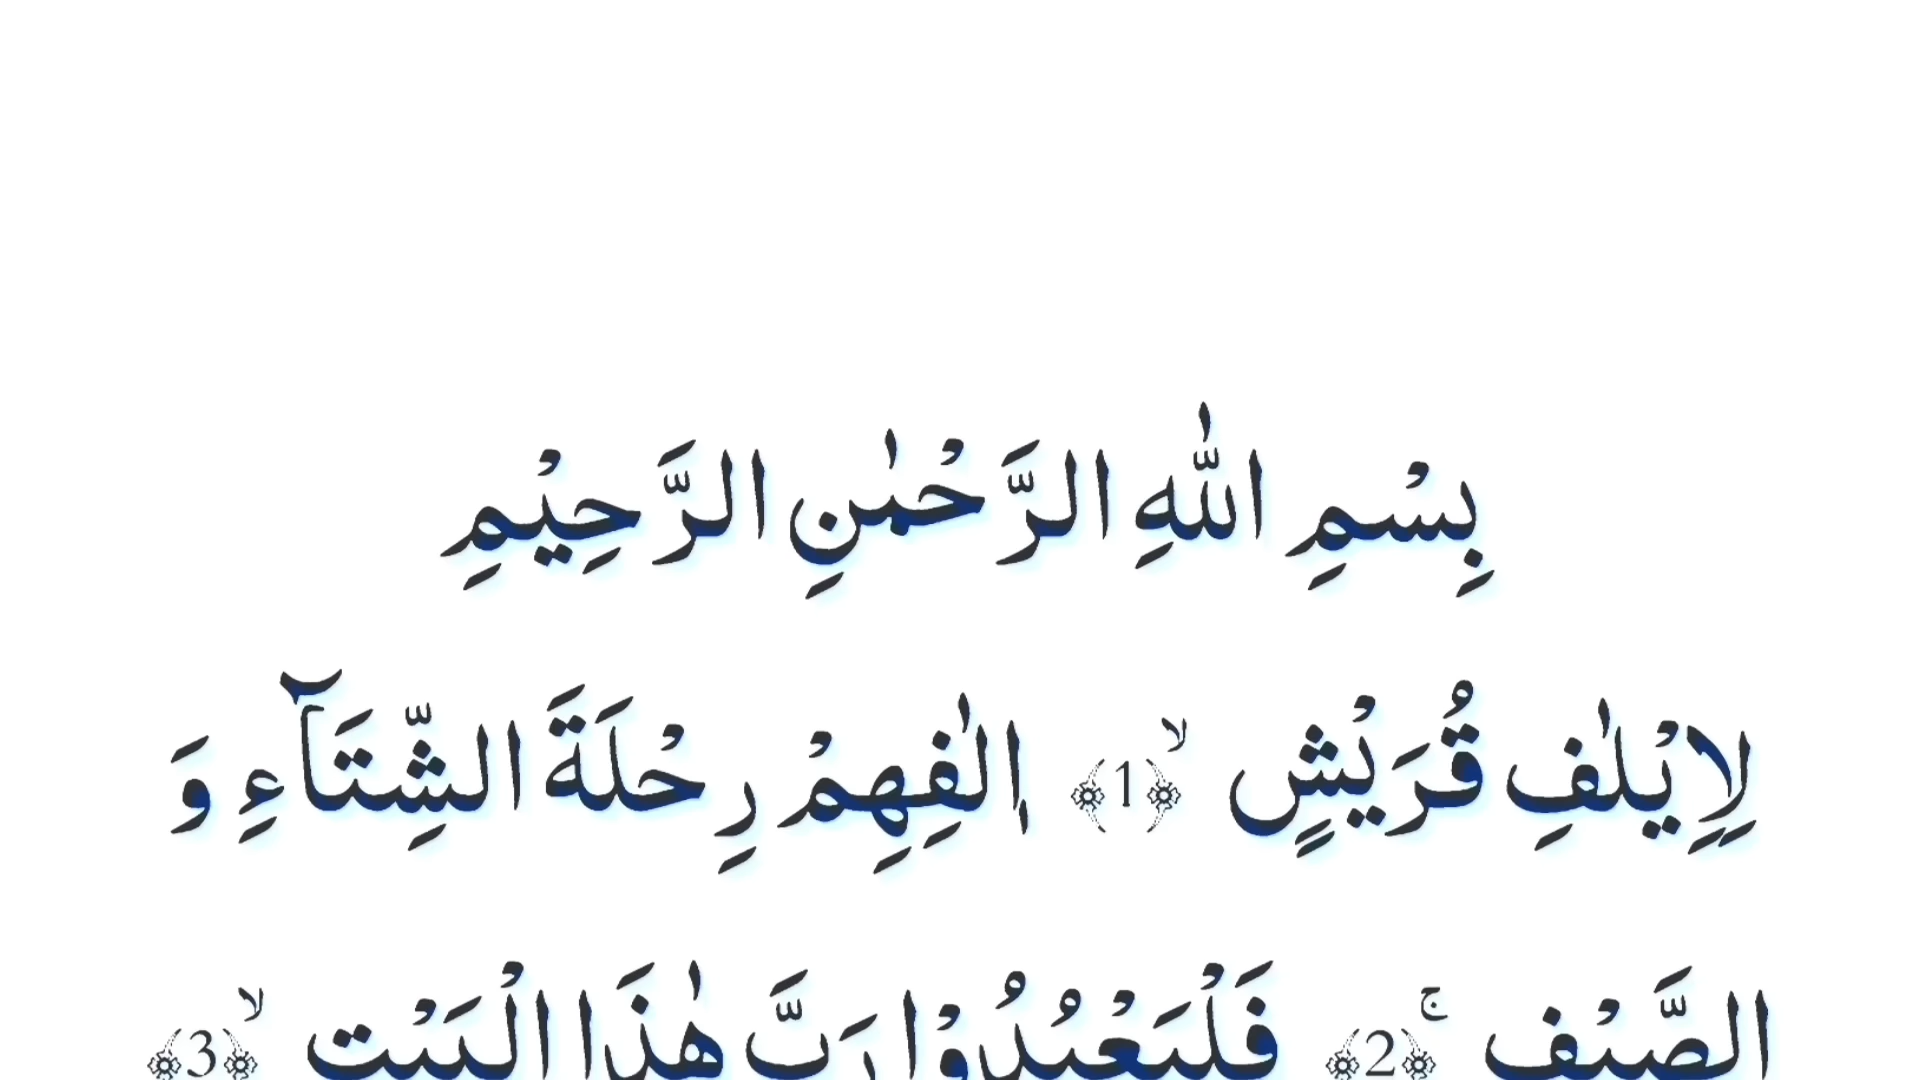 بِسْمِ اللّٰهِ الرَّحْمٰنِ الرَّحِيْمِ
لِاِيْلٰفِ قُرَيْشٍ ۙ﴿1﴾ اٖلٰفِهِمْ رِحْلَةَ الشِّتَآءِ وَ
الصَّيْفِ ۚ﴿2﴾ فَلْيَعْبُدُوْا رَبَّ هٰذَا الْبَيْتِ ۙ﴿3﴾